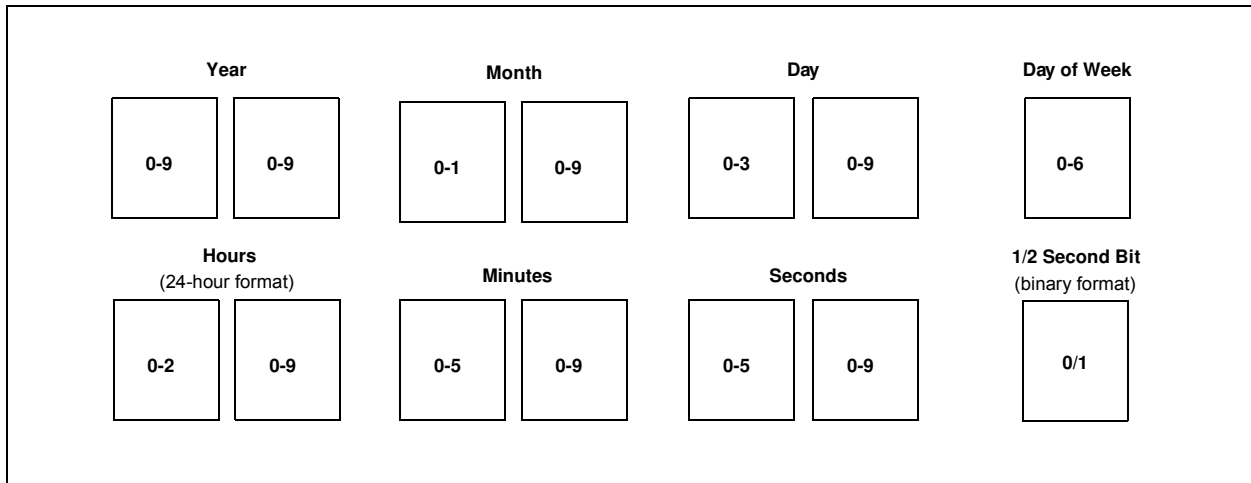 Year
Month
Day
Day of Week
0-9
0-9
0-1
0-9
0-3
0-9
0-6
Hours
(24-hour format)
Minutes
Seconds
1/2 Second Bit
(binary format)
0-2
0-9
0-5
0-9
0-5
0-9
0/1